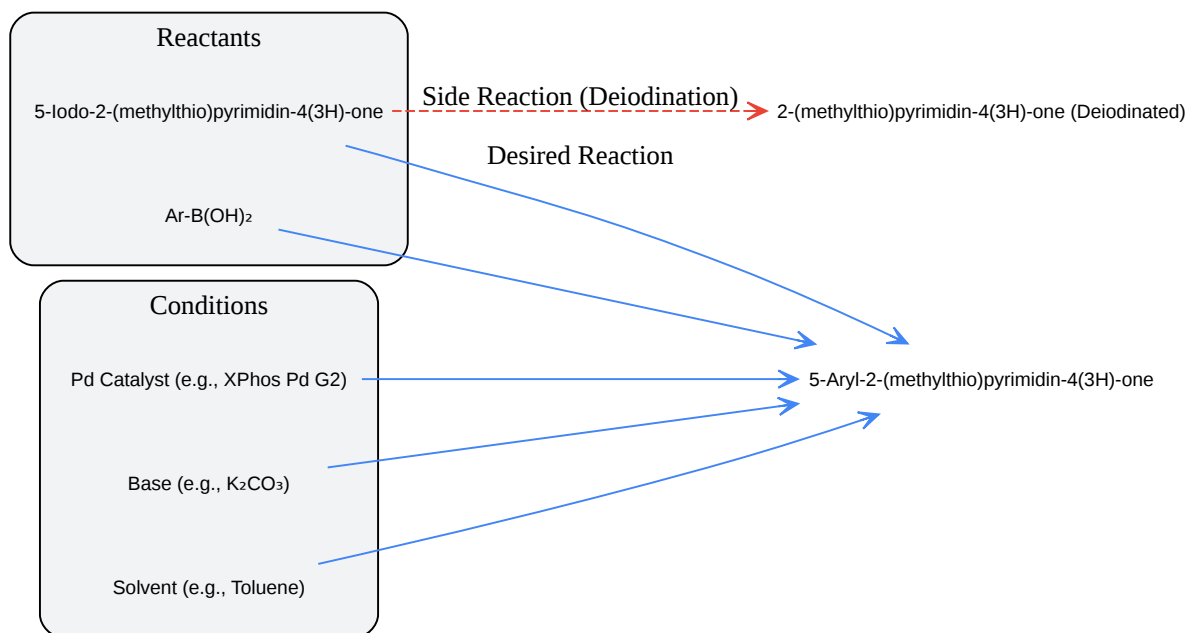 Reactants
5-Iodo-2-(methylthio)pyrimidin-4(3H)-one
Side Reaction (Deiodination)
2-(methylthio)pyrimidin-4(3H)-one (Deiodinated)
Desired Reaction
Ar-B(OH)₂
Conditions
Pd Catalyst (e.g., XPhos Pd G2)
5-Aryl-2-(methylthio)pyrimidin-4(3H)-one
Base (e.g., K₂CO₃)
Solvent (e.g., Toluene)